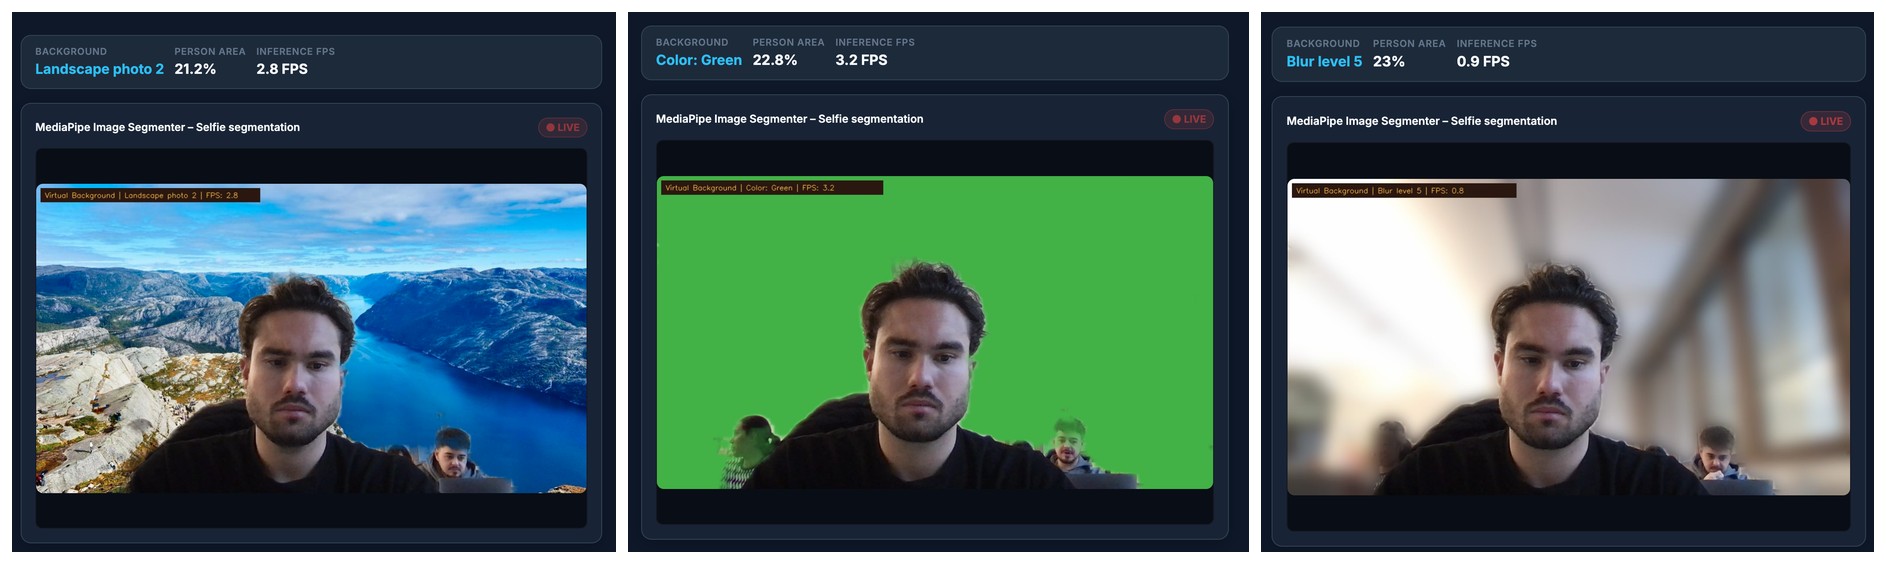 BACKGROUND PERSON AREA INFERENCE FPS
Landscape photo 2 21.2% 2.8 FPS
MediaPipe Image Segmenter – Selfie segmentation
LIVE
Virtual Background | Landscape photo 2 | FPS: 2.8
BACKGROUND PERSON AREA INFERENCE FPS
Color: Green 22.8% 3.2 FPS
MediaPipe Image Segmenter – Selfie segmentation
LIVE
Virtual Background | Color: Green | FPS: 3.2
BACKGROUND PERSON AREA INFERENCE FPS
Blur level 5 23% 0.9 FPS
MediaPipe Image Segmenter – Selfie segmentation
LIVE
Virtual Background | Blur level 5 | FPS: 0.8